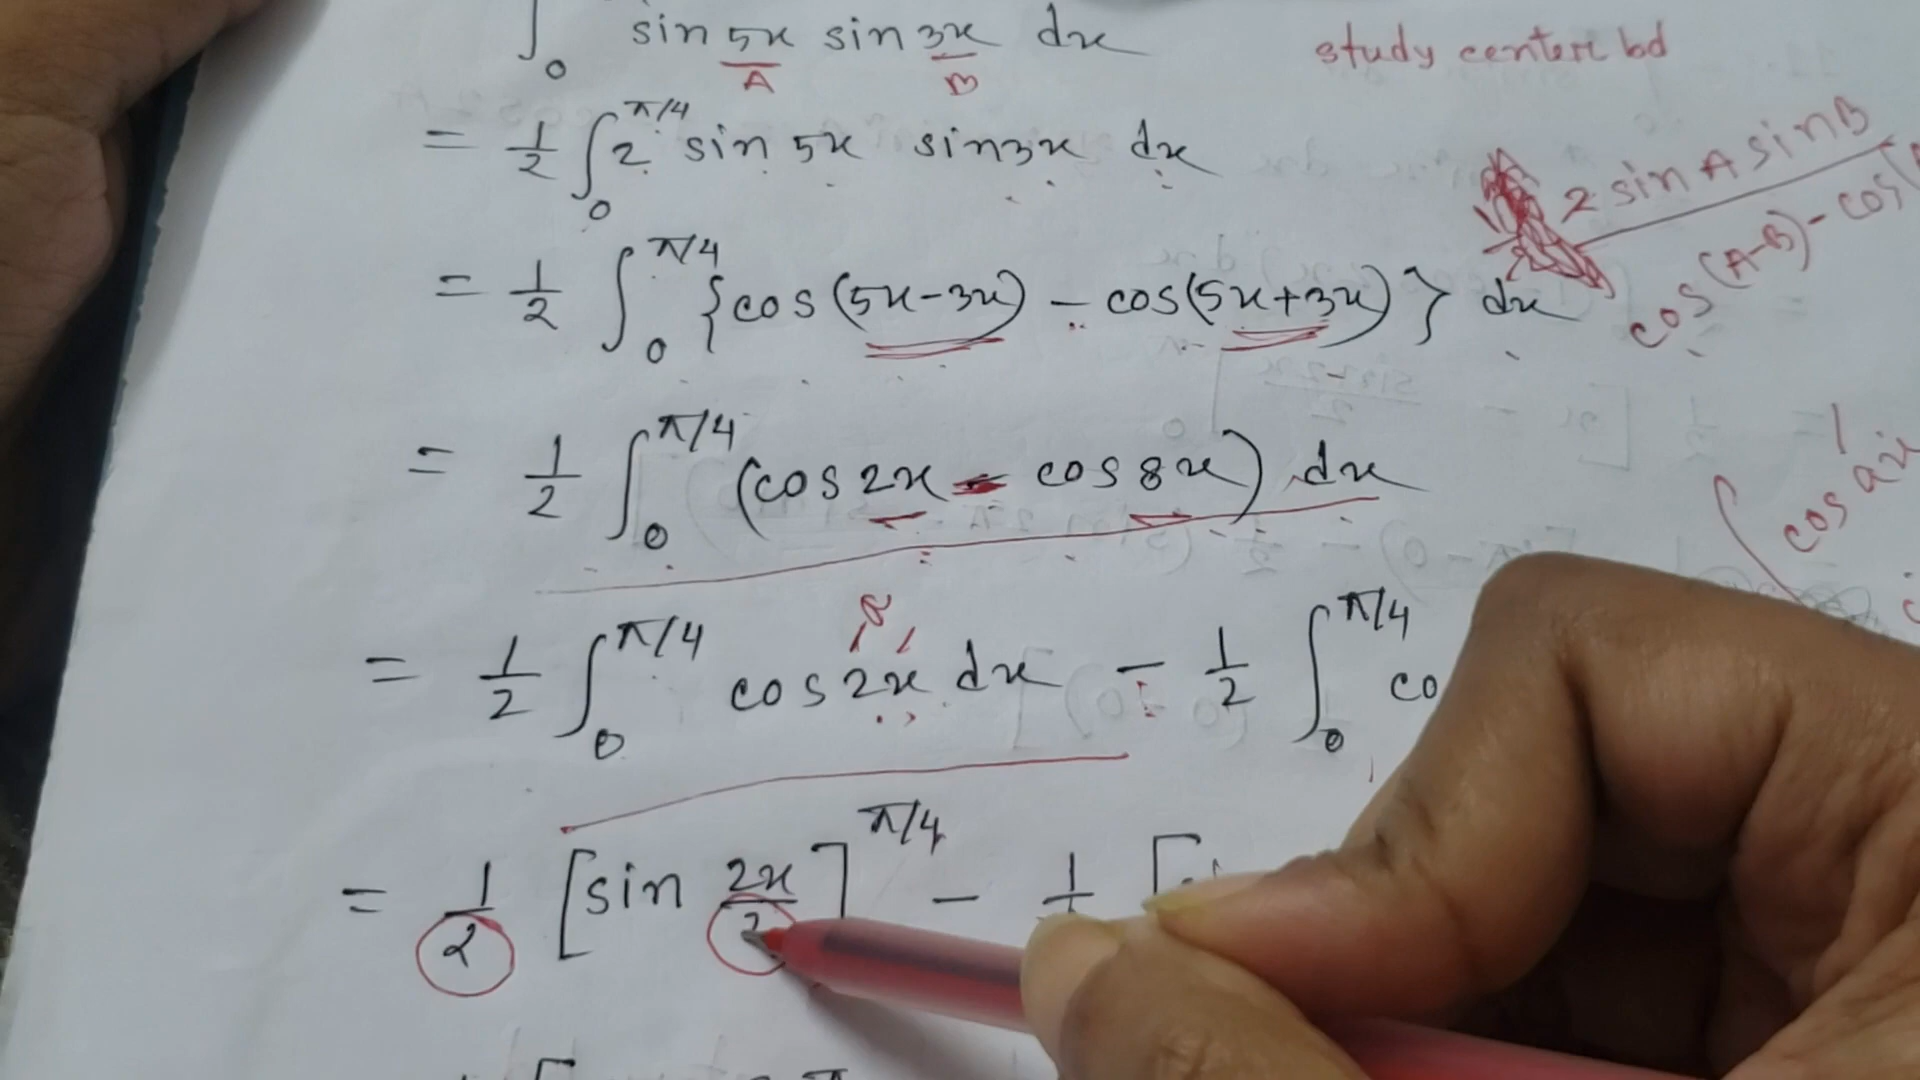 ∫₀ sin 5x sin 3x dx
A B
study center bd
= 1/2 ∫₀^π/4 2 sin 5x sin 3x dx
2 sin A sin B
cos(A-B) - cos(
= 1/2 ∫₀^π/4 {cos(5x-3x) - cos(5x+3x)} dx
= 1/2 ∫₀^π/4 (cos 2x - cos 8x) dx
∫ cos ax
= 1/2 ∫₀^π/4 cos 2x dx - 1/2 ∫₀^π/4 co
= 1/2 [sin 2x/2]^π/4 - 1 [